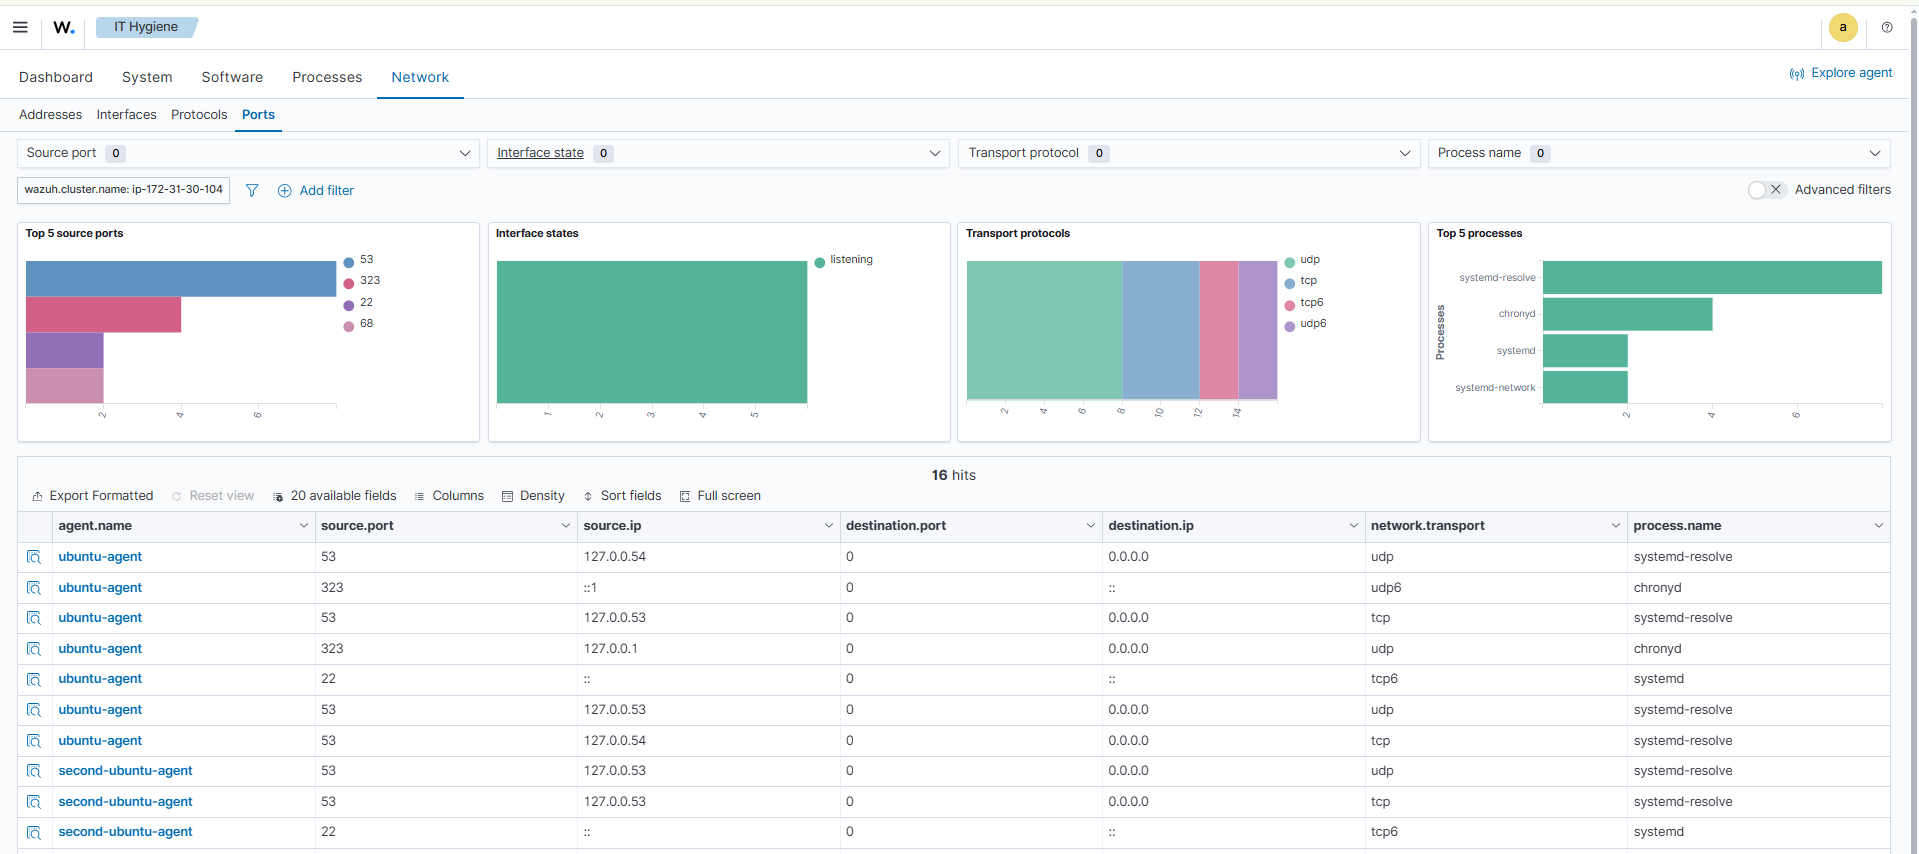 W. IT Hygiene a
Dashboard System Software Processes Network Explore agent
Addresses Interfaces Protocols Ports
Source port 0 Interface state 0 Transport protocol 0 Process name 0
wazuh.cluster.name: ip-172-31-30-104 Add filter Advanced filters
Top 5 source ports
53
323
22
68
2 4 6
Interface states
listening
1 2 3 4 5
Transport protocols
udp
tcp
tcp6
udp6
2 4 6 8 10 12 14
Top 5 processes
Processes
systemd-resolve
chronyd
systemd
systemd-network
2 4 6
16 hits
Export Formatted Reset view 20 available fields Columns Density Sort fields Full screen
agent.name source.port source.ip destination.port destination.ip network.transport process.name
ubuntu-agent 53 127.0.0.54 0 0.0.0.0 udp systemd-resolve
ubuntu-agent 323 ::1 0 :: udp6 chronyd
ubuntu-agent 53 127.0.0.53 0 0.0.0.0 tcp systemd-resolve
ubuntu-agent 323 127.0.0.1 0 0.0.0.0 udp chronyd
ubuntu-agent 22 :: 0 :: tcp6 systemd
ubuntu-agent 53 127.0.0.53 0 0.0.0.0 udp systemd-resolve
ubuntu-agent 53 127.0.0.54 0 0.0.0.0 tcp systemd-resolve
second-ubuntu-agent 53 127.0.0.53 0 0.0.0.0 udp systemd-resolve
second-ubuntu-agent 53 127.0.0.53 0 0.0.0.0 tcp systemd-resolve
second-ubuntu-agent 22 :: 0 :: tcp6 systemd